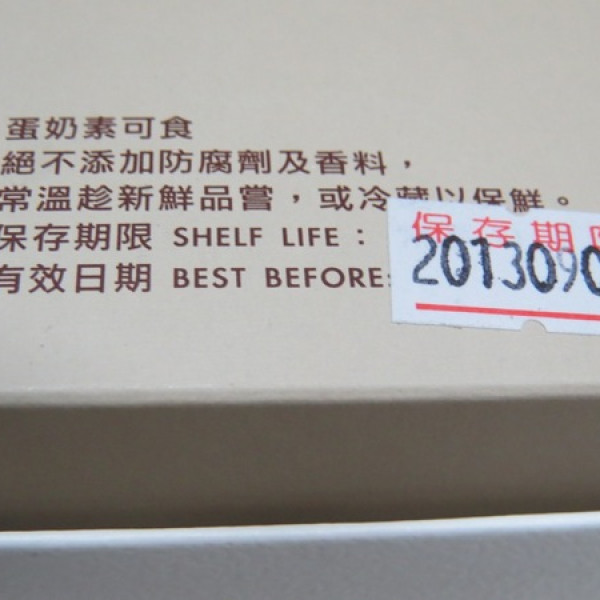 蛋奶素可食
絕不添加防腐劑及香料，
常溫趁新鮮品嘗，或冷藏以保鮮。
保存期限 SHELF LIFE：
有效日期 BEST BEFORE:
保存期限
2013090